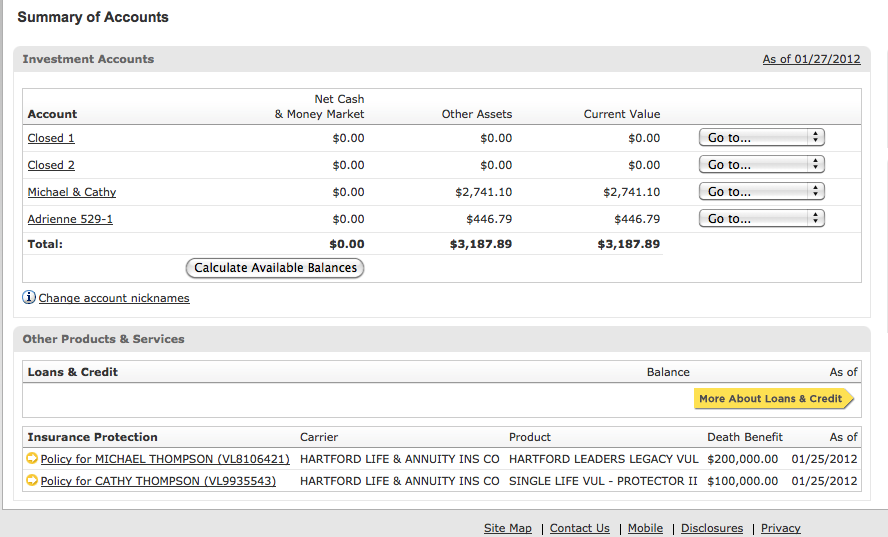 Summary of Accounts
Investment Accounts As of 01/27/2012
Net Cash
Account & Money Market Other Assets Current Value
Closed 1 $0.00 $0.00 $0.00 Go to...
Closed 2 $0.00 $0.00 $0.00 Go to...
Michael & Cathy $0.00 $2,741.10 $2,741.10 Go to...
Adrienne 529-1 $0.00 $446.79 $446.79 Go to...
Total: $0.00 $3,187.89 $3,187.89
Calculate Available Balances
i Change account nicknames
Other Products & Services
Loans & Credit Balance As of
More About Loans & Credit
Insurance Protection Carrier Product Death Benefit As of
Policy for MICHAEL THOMPSON (VL8106421) HARTFORD LIFE & ANNUITY INS CO HARTFORD LEADERS LEGACY VUL $200,000.00 01/25/2012
Policy for CATHY THOMPSON (VL9935543) HARTFORD LIFE & ANNUITY INS CO SINGLE LIFE VUL - PROTECTOR II $100,000.00 01/25/2012
Site Map | Contact Us | Mobile | Disclosures | Privacy